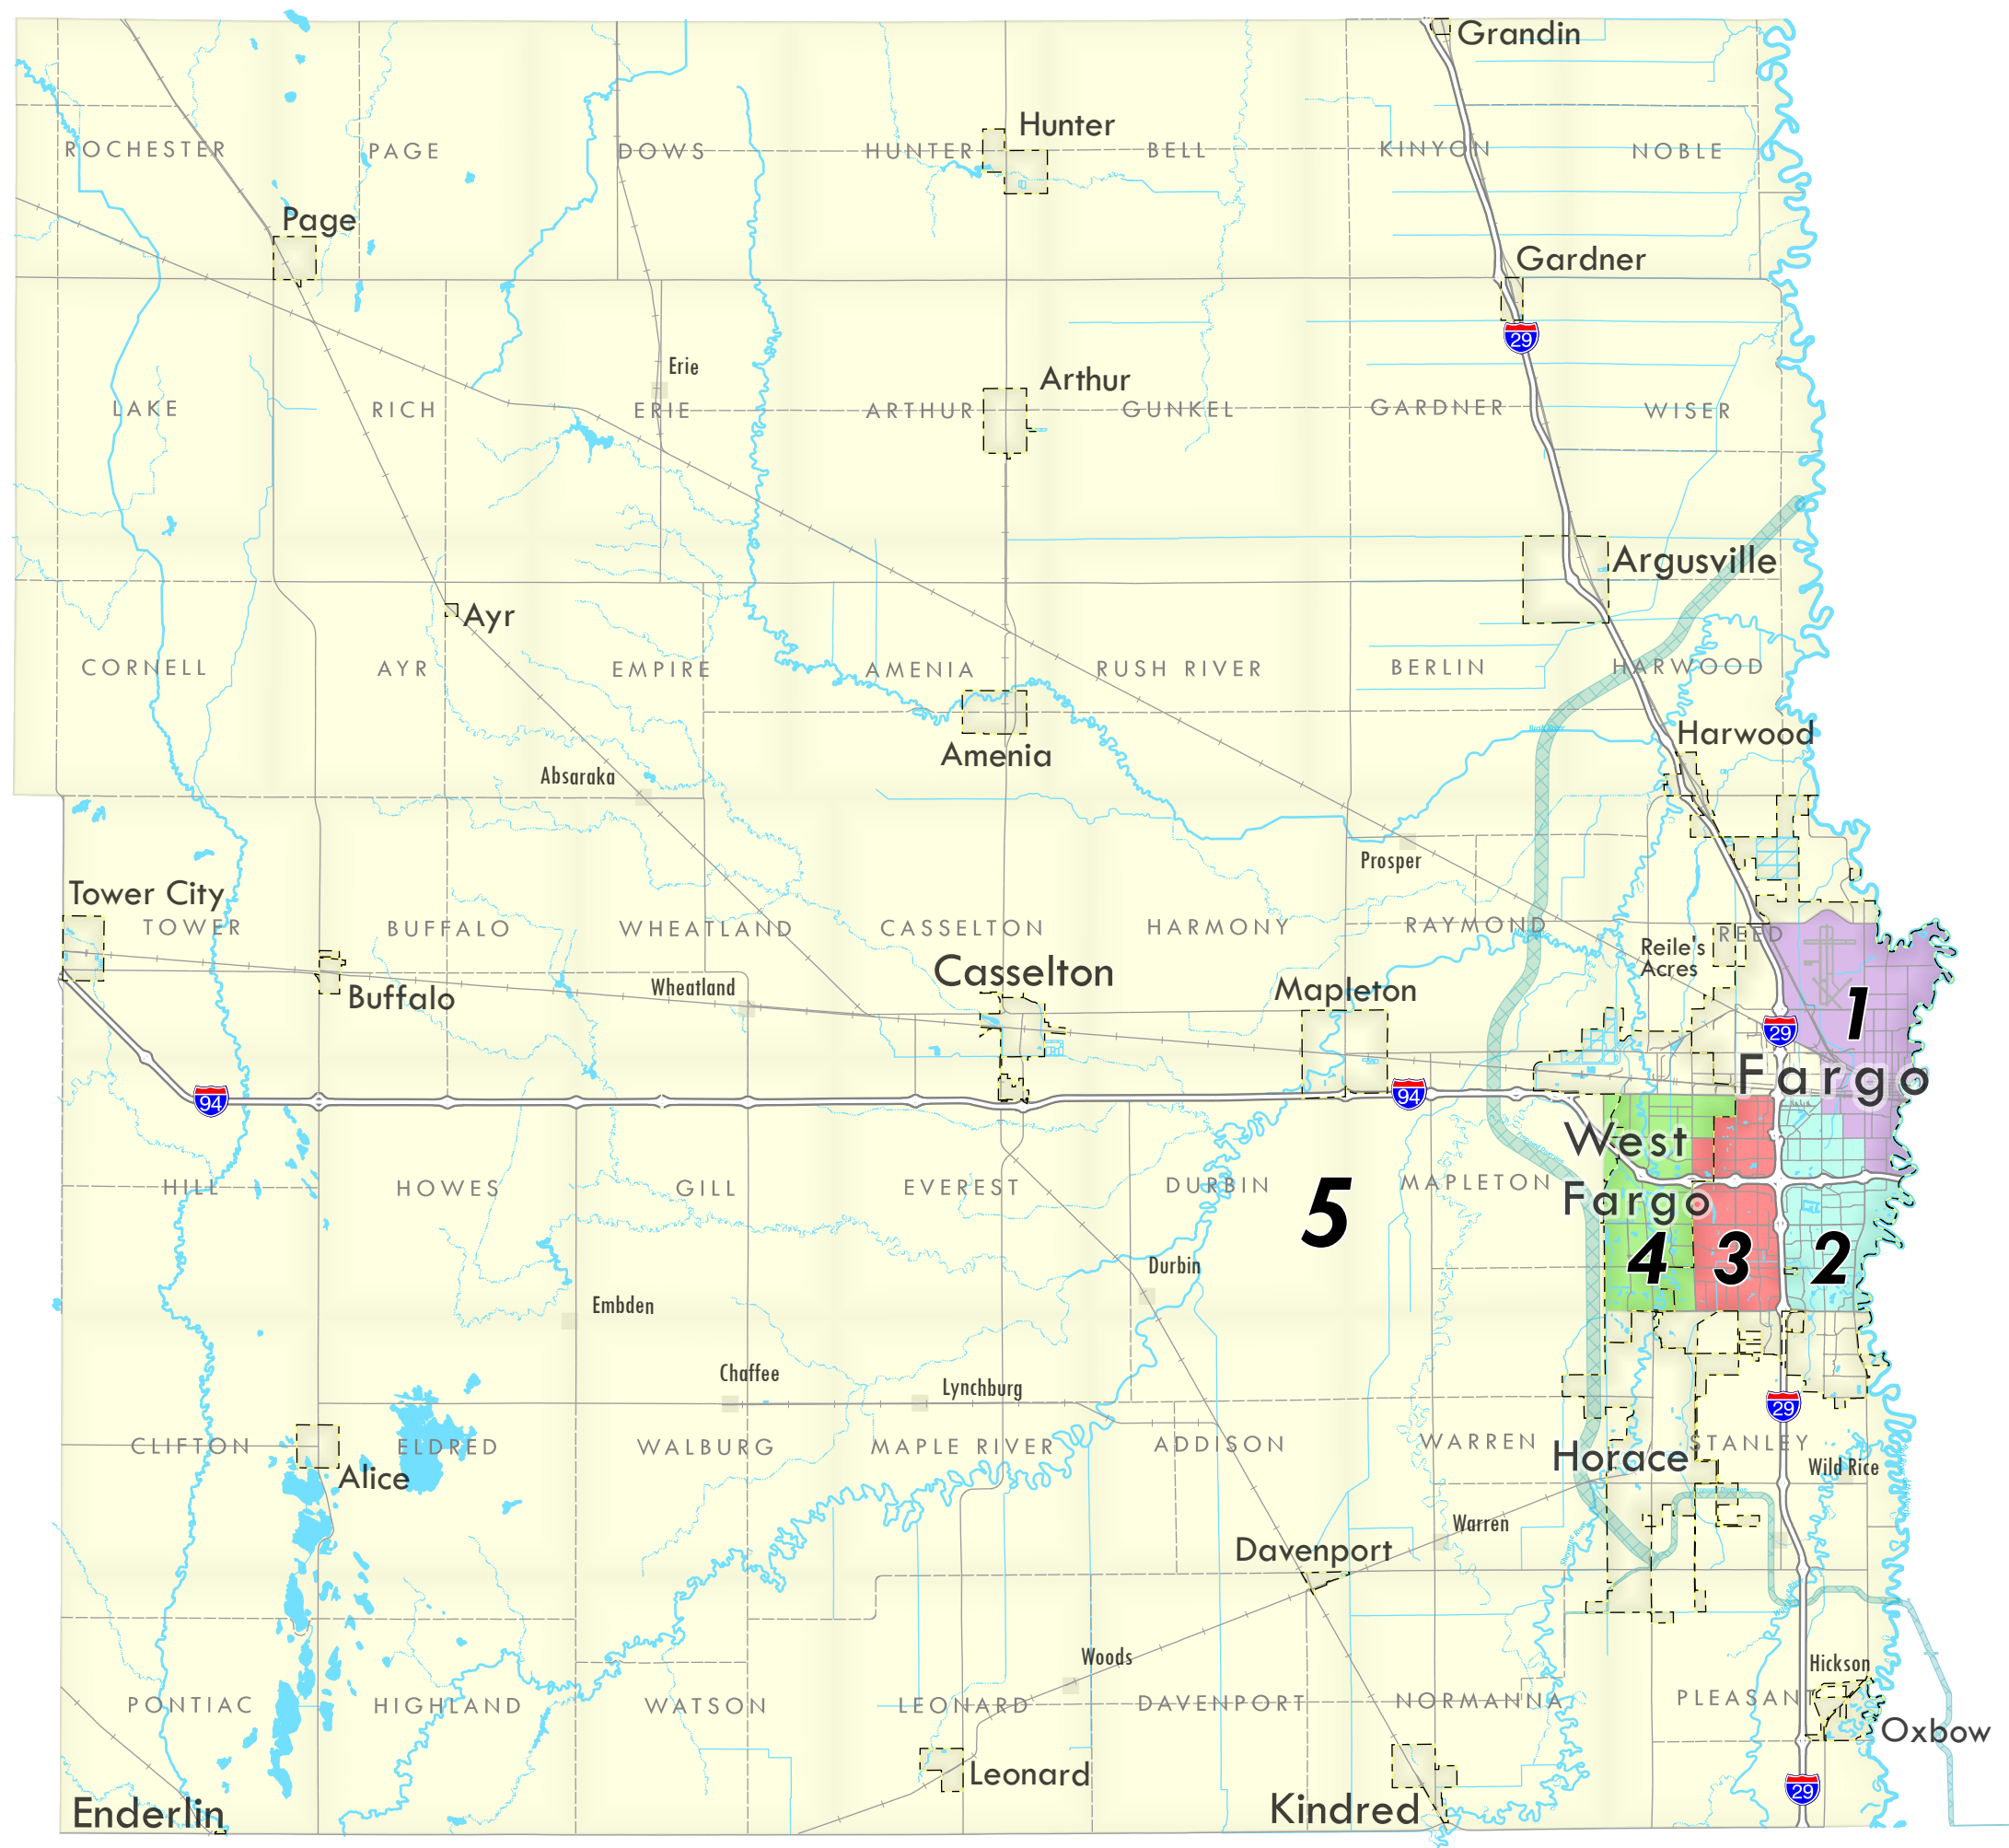 Grandin
Hunter
ROCHESTER
PAGE
DOWS
HUNTER
BELL
KINYON
NOBLE
Page
Gardner
29
Erie
Arthur
LAKE
RICH
ERIE
ARTHUR
GUNKEL
GARDNER
WISER
Argusville
Ayr
CORNELL
AYR
EMPIRE
AMENIA
RUSH RIVER
BERLIN
HARWOOD
Harwood
Amenia
Absaraka
Prosper
Tower City
TOWER
BUFFALO
WHEATLAND
CASSELTON
HARMONY
RAYMOND
REED
Reile's
Acres
Casselton
Buffalo
Wheatland
Mapleton
1
29
Fargo
94
94
West
Fargo
HILL
HOWES
GILL
EVEREST
DURBIN
MAPLETON
5
4
3
2
Durbin
Embden
Chaffee
Lynchburg
29
CLIFTON
ELDRED
WALBURG
MAPLE RIVER
ADDISON
WARREN
STANLEY
Horace
Wild Rice
Alice
Warren
Davenport
Woods
Hickson
PONTIAC
HIGHLAND
WATSON
LEONARD
DAVENPORT
NORMANNA
PLEASANT
Oxbow
Leonard
29
Enderlin
Kindred